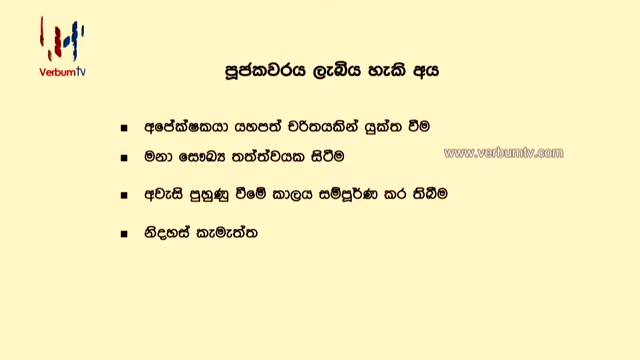 VerbumTV
පූජකවරය ලැබිය හැකි අය
■ අපේක්ෂකයා යහපත් චරිතයකින් යුක්ත වීම
■ මනා සෞඛ්‍ය තත්ත්වයක සිටීම
www.verbumtv.com
■ අවැසි පුහුණු වීමේ කාලය සම්පූර්ණ කර තිබීම
■ නිදහස් කැමැත්ත